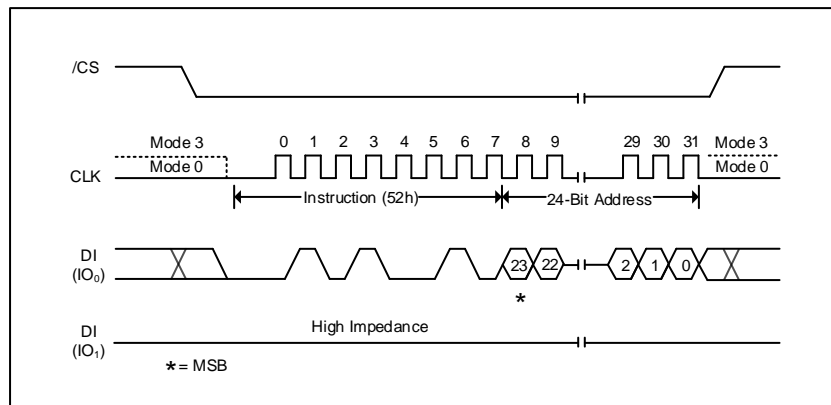 /CS
Mode 3
Mode 0
CLK
0 1 2 3 4 5 6 7 8 9 29 30 31
Mode 3
Mode 0
Instruction (52h)
24-Bit Address
DI
(IO0)
23 22 2 1 0
*
DI
(IO1)
High Impedance
* = MSB